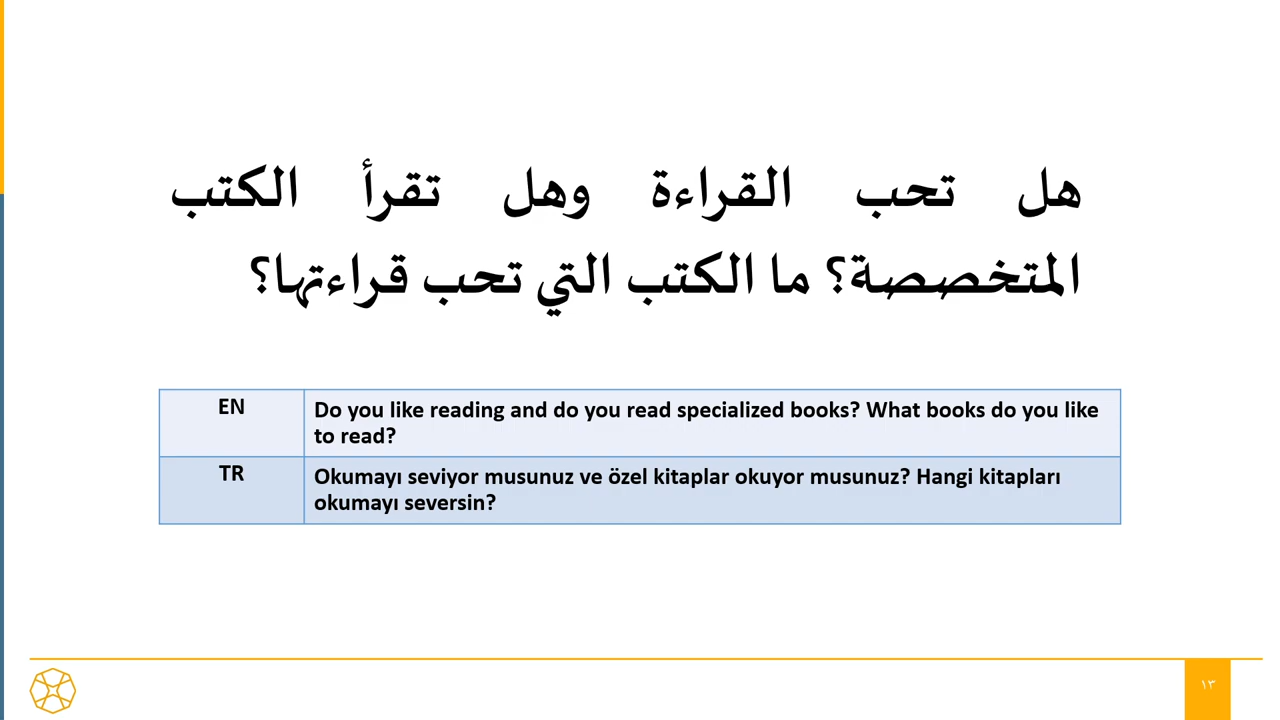 هل تحب القراءة وهل تقرأ الكتب
المتخصصة؟ ما الكتب التي تحب قراءتها؟
EN
Do you like reading and do you read specialized books? What books do you like
to read?
TR
Okumayı seviyor musunuz ve özel kitaplar okuyor musunuz? Hangi kitapları
okumayı seversin?
١٣